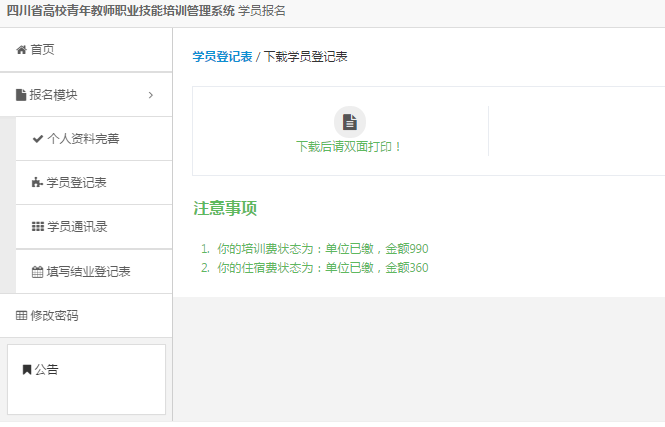 四川省高校青年教师职业技能培训管理系统 学员报名
首页
报名模块
个人资料完善
学员登记表
学员通讯录
填写结业登记表
修改密码
公告
学员登记表 / 下载学员登记表
下载后请双面打印！
注意事项
1. 你的培训费状态为：单位已缴，金额990
2. 你的住宿费状态为：单位已缴，金额360